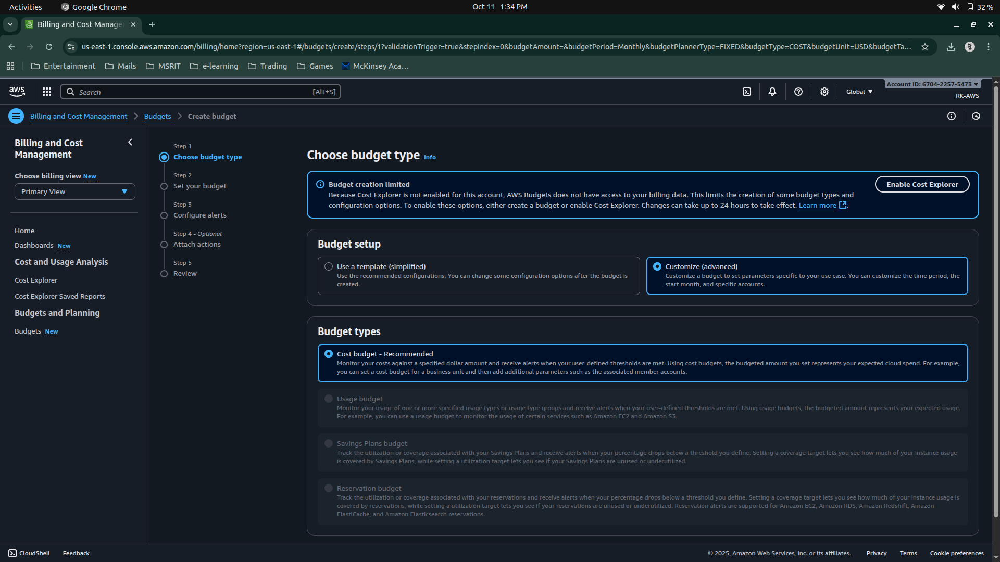 Activities
Google Chrome
Oct 11 1:34 PM
32 %
Billing and Cost Manage
us-east-1.console.aws.amazon.com/billing/home?region=us-east-1#/budgets/create/steps/1?validationTrigger=true&stepIndex=0&budgetAmount=&budgetPeriod=Monthly&budgetPlannerType=FIXED&budgetType=COST&budgetUnit=USD&budgetTa...
Entertainment
Mails
MSRIT
e-learning
Trading
Games
McKinsey Aca...
aws
Search
[Alt+S]
Global
Account ID: 6704-2257-5473
RK-AWS
Billing and Cost Management
Budgets
Create budget
Billing and Cost
Management
Choose billing view New
Primary View
Home
Dashboards New
Cost and Usage Analysis
Cost Explorer
Cost Explorer Saved Reports
Budgets and Planning
Budgets New
Step 1
Choose budget type
Step 2
Set your budget
Step 3
Configure alerts
Step 4 - Optional
Attach actions
Step 5
Review
Choose budget type Info
Budget creation limited
Because Cost Explorer is not enabled for this account, AWS Budgets does not have access to your billing data. This limits the creation of some budget types and
configuration options. To enable these options, either create a budget or enable Cost Explorer. Changes can take up to 24 hours to take effect. Learn more.
Enable Cost Explorer
Budget setup
Use a template (simplified)
Use the recommended configurations. You can change some configuration options after the budget is
created.
Customize (advanced)
Customize a budget to set parameters specific to your use case. You can customize the time period, the
start month, and specific accounts.
Budget types
Cost budget - Recommended
Monitor your costs against a specified dollar amount and receive alerts when your user-defined thresholds are met. Using cost budgets, the budgeted amount you set represents your expected cloud spend. For example,
you can set a cost budget for a business unit and then add additional parameters such as the associated member accounts.
Usage budget
Monitor your usage of one or more specified usage types or usage type groups and receive alerts when your user-defined thresholds are met. Using usage budgets, the budgeted amount represents your expected usage.
For example, you can use a usage budget to monitor the usage of certain services such as Amazon EC2 and Amazon S3.
Savings Plans budget
Track the utilization or coverage associated with your Savings Plans and receive alerts when your percentage drops below a threshold you define. Setting a coverage target lets you see how much of your instance usage
is covered by Savings Plans, while setting a utilization target lets you see if your Savings Plans are unused or underutilized.
Reservation budget
Track the utilization or coverage associated with your reservations and receive alerts when your percentage drops below a threshold you define. Setting a coverage target lets you see how much of your instance usage is
covered by reservations, while setting a utilization target lets you see if your reservations are unused or underutilized. Reservation alerts are supported for Amazon EC2, Amazon RDS, Amazon Redshift, Amazon
ElastiCache, and Amazon Elasticsearch reservations.
CloudShell
Feedback
© 2025, Amazon Web Services, Inc. or its affiliates.
Privacy
Terms
Cookie preferences